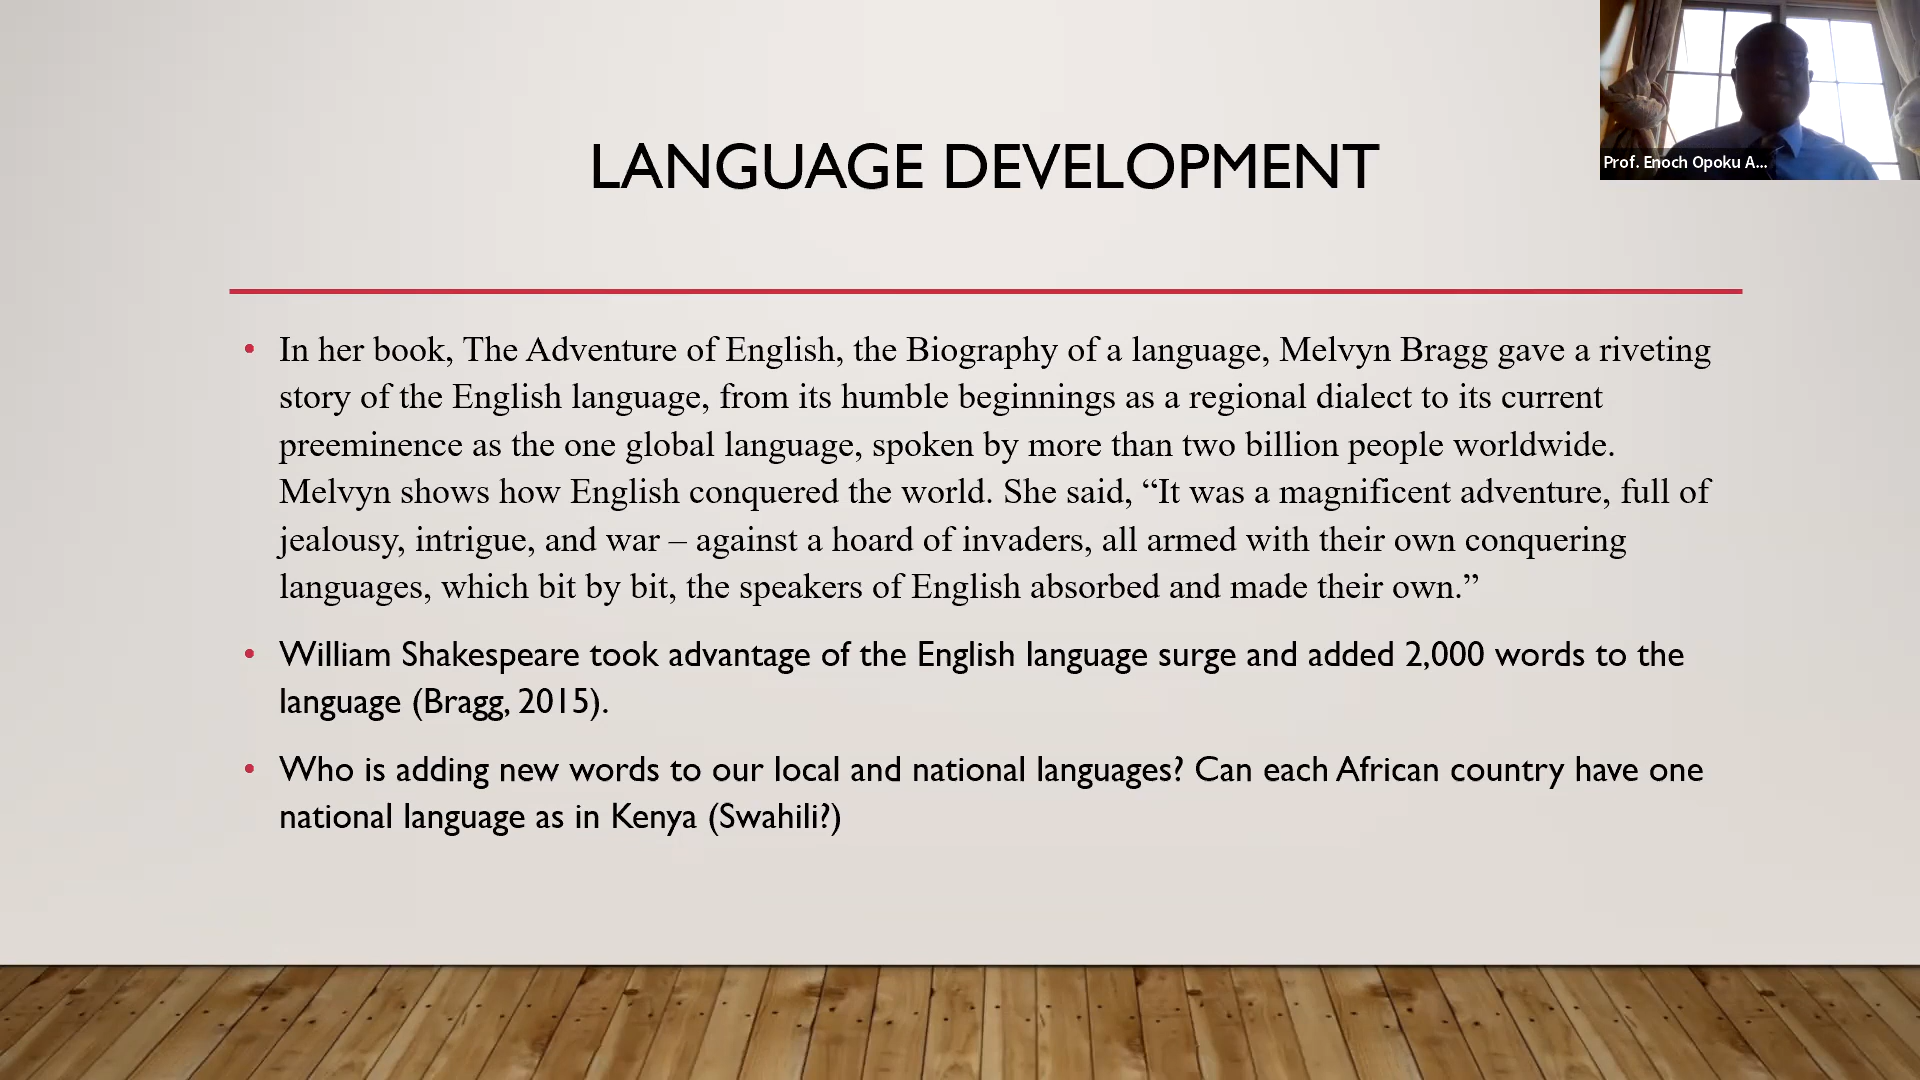 LANGUAGE DEVELOPMENT
Prof. Enoch Opoku A...
• In her book, The Adventure of English, the Biography of a language, Melvyn Bragg gave a riveting
story of the English language, from its humble beginnings as a regional dialect to its current
preeminence as the one global language, spoken by more than two billion people worldwide.
Melvyn shows how English conquered the world. She said, “It was a magnificent adventure, full of
jealousy, intrigue, and war – against a hoard of invaders, all armed with their own conquering
languages, which bit by bit, the speakers of English absorbed and made their own.”
• William Shakespeare took advantage of the English language surge and added 2,000 words to the
language (Bragg, 2015).
• Who is adding new words to our local and national languages? Can each African country have one
national language as in Kenya (Swahili?)